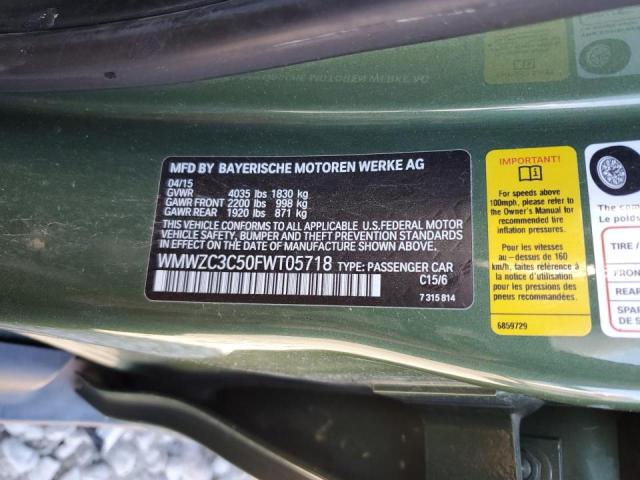 MFD BY BAYERISCHE MOTOREN WERKE AG
04/15
GVWR 4035 lbs 1830 kg
GAWR FRONT 2200 lbs 998 kg
GAWR REAR 1920 lbs 871 kg
THIS VEHICLE CONFORMS TO ALL APPLICABLE U.S.FEDERAL MOTOR
VEHICLE SAFETY, BUMPER AND THEFT PREVENTION STANDARDS
IN EFFECT ON THE DATE OF MANUFACTURE SHOWN ABOVE.
WMWZC3C50FWT05718 TYPE: PASSENGER CAR
C15/6
7 315 814
For speeds above
100mph, please refer to
the Owner's Manual for
recommended tire
inflation pressures.
Pour les vitesses
au-dessus de 160
km/h, faites référence à
la notice d'utilisation
pour les pressions des
pneus recommandées.
6859729
The c
Le poids
TIRE /
FRONT
REAR
SPAR
DE S